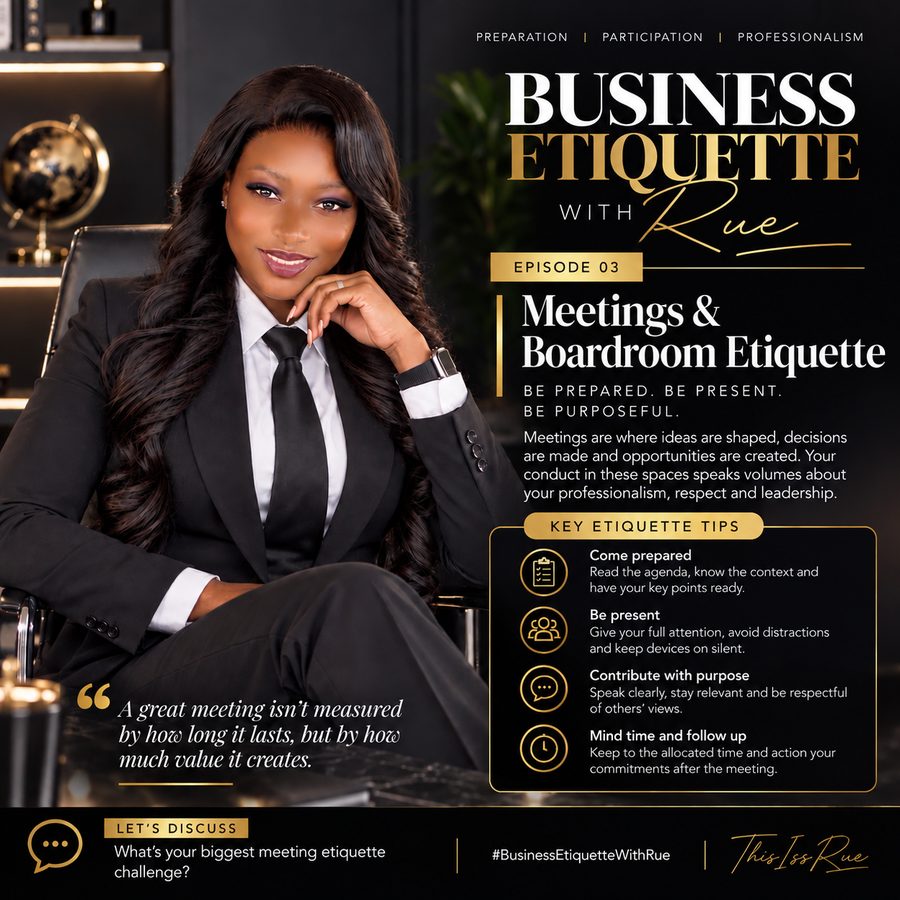 PREPARATION | PARTICIPATION | PROFESSIONALISM
BUSINESS
ETIQUETTE
WITH Rue
EPISODE 03
Meetings &
Boardroom Etiquette
BE PREPARED. BE PRESENT.
BE PURPOSEFUL.
Meetings are where ideas are shaped, decisions
are made and opportunities are created. Your
conduct in these spaces speaks volumes about
your professionalism, respect and leadership.
KEY ETIQUETTE TIPS
Come prepared
Read the agenda, know the context and
have your key points ready.
Be present
Give your full attention, avoid distractions
and keep devices on silent.
Contribute with purpose
Speak clearly, stay relevant and be respectful
of others’ views.
Mind time and follow up
Keep to the allocated time and action your
commitments after the meeting.
“A great meeting isn’t measured
by how long it lasts, but by how
much value it creates.
LET’S DISCUSS
What’s your biggest meeting etiquette
challenge?
#BusinessEtiquetteWithRue
ThisIssRue